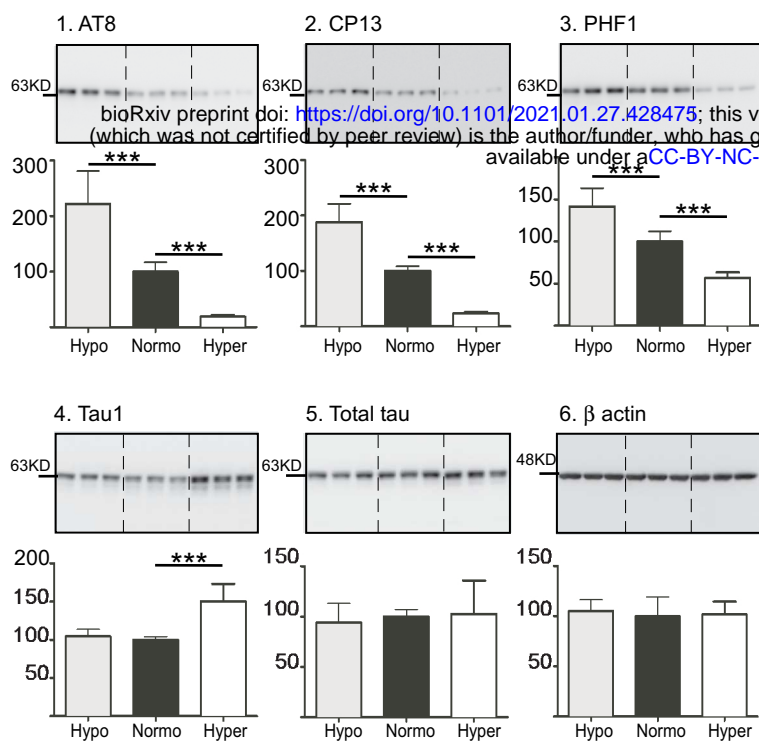 1. AT8
2. CP13
3. PHF1
63KD
63KD
63KD
bioRxiv preprint doi: https://doi.org/10.1101/2021.01.27.428475; this v
(which was not certified by peer review) is the author/funder, who has g
available under aCC-BY-NC-
300
200
100
***
***
Hypo Normo Hyper
300
200
100
***
***
Hypo Normo Hyper
150
100
50
***
***
Hypo Normo Hyper
4. Tau1
5. Total tau
6. β actin
63KD
63KD
48KD
200
150
100
50
***
Hypo Normo Hyper
150
100
50
Hypo Normo Hyper
150
100
50
Hypo Normo Hyper